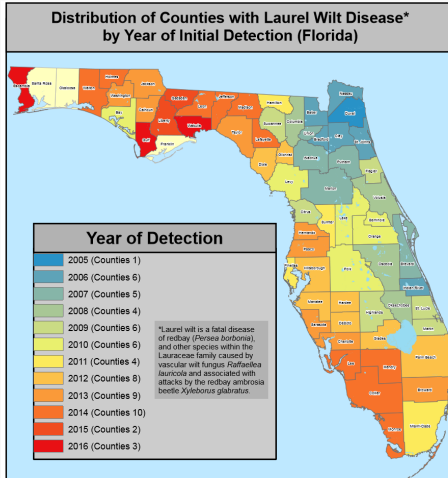 Distribution of Counties with Laurel Wilt Disease*
by Year of Initial Detection (Florida)
Santa Rosa
Okaloosa
Holmes
Jackson
Washington
Bay
Calhoun
Gulf
Gadsden
Liberty
Leon
Wakulla
Franklin
Jefferson
Madison
Taylor
Hamilton
Suwannee
Lafayette
Dixie
Columbia
Gilchrist
Baker
Nassau
Duval
Union
Bradford
Clay
St. Johns
Alachua
Putnam
Flagler
Levy
Marion
Volusia
Citrus
Sumter
Lake
Seminole
Hernando
Pasco
Orange
Pinellas
Hillsborough
Polk
Osceola
Brevard
Indian River
Manatee
Hardee
Highlands
Okeechobee
St. Lucie
Sarasota
DeSoto
Martin
Charlotte
Glades
Palm Beach
Lee
Hendry
Collier
Broward
Monroe
Miami-Dade
Year of Detection
2005 (Counties 1)
2006 (Counties 6)
2007 (Counties 5)
2008 (Counties 4)
2009 (Counties 6)
2010 (Counties 6)
2011 (Counties 4)
2012 (Counties 8)
2013 (Counties 9)
2014 (Counties 10)
2015 (Counties 2)
2016 (Counties 3)
*Laurel wilt is a fatal disease
of redbay (Persea borbonia),
and other species within the
Lauraceae family caused by
vascular wilt fungus Raffaellea
lauricola and associated with
attacks by the redbay ambrosia
beetle Xyleborus glabratus.